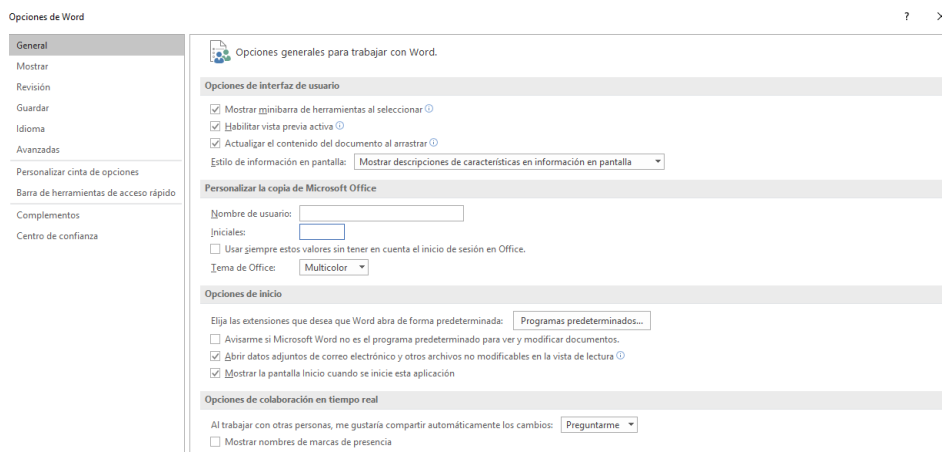 Opciones de Word
?
General
Mostrar
Revisión
Guardar
Idioma
Avanzadas
Personalizar cinta de opciones
Barra de herramientas de acceso rápido
Complementos
Centro de confianza
Opciones generales para trabajar con Word.
Opciones de interfaz de usuario
Mostrar minibarra de herramientas al seleccionar
Habilitar vista previa activa
Actualizar el contenido del documento al arrastrar
Estilo de información en pantalla: Mostrar descripciones de características en información en pantalla
Personalizar la copia de Microsoft Office
Nombre de usuario:
Iniciales:
Usar siempre estos valores sin tener en cuenta el inicio de sesión en Office.
Tema de Office: Multicolor
Opciones de inicio
Elija las extensiones que desea que Word abra de forma predeterminada: Programas predeterminados...
Avisarme si Microsoft Word no es el programa predeterminado para ver y modificar documentos.
Abrir datos adjuntos de correo electrónico y otros archivos no modificables en la vista de lectura
Mostrar la pantalla Inicio cuando se inicie esta aplicación
Opciones de colaboración en tiempo real
Al trabajar con otras personas, me gustaría compartir automáticamente los cambios: Preguntarme
Mostrar nombres de marcas de presencia